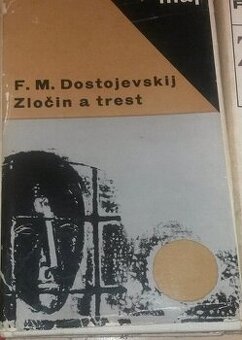 F. M. Dostojevskij
Zločin a trest